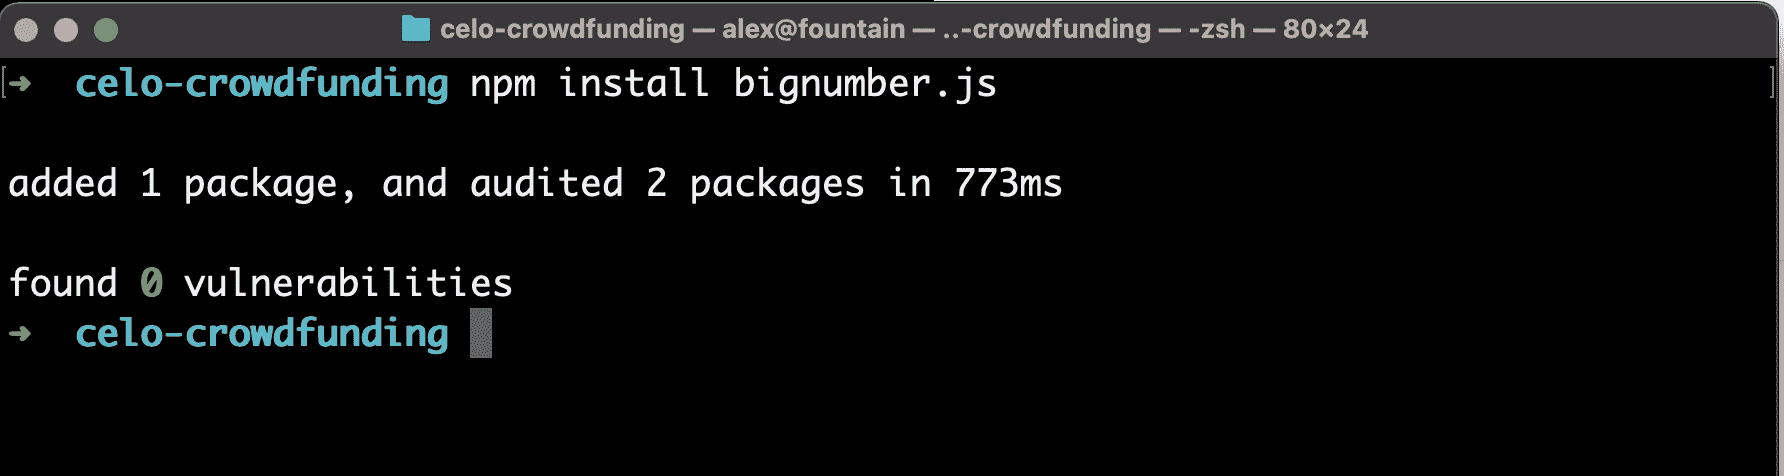 celo-crowdfunding — alex@fountain — ..-crowdfunding — -zsh — 80×24
[➜  celo-crowdfunding npm install bignumber.js ]
added 1 package, and audited 2 packages in 773ms
found 0 vulnerabilities
➜  celo-crowdfunding